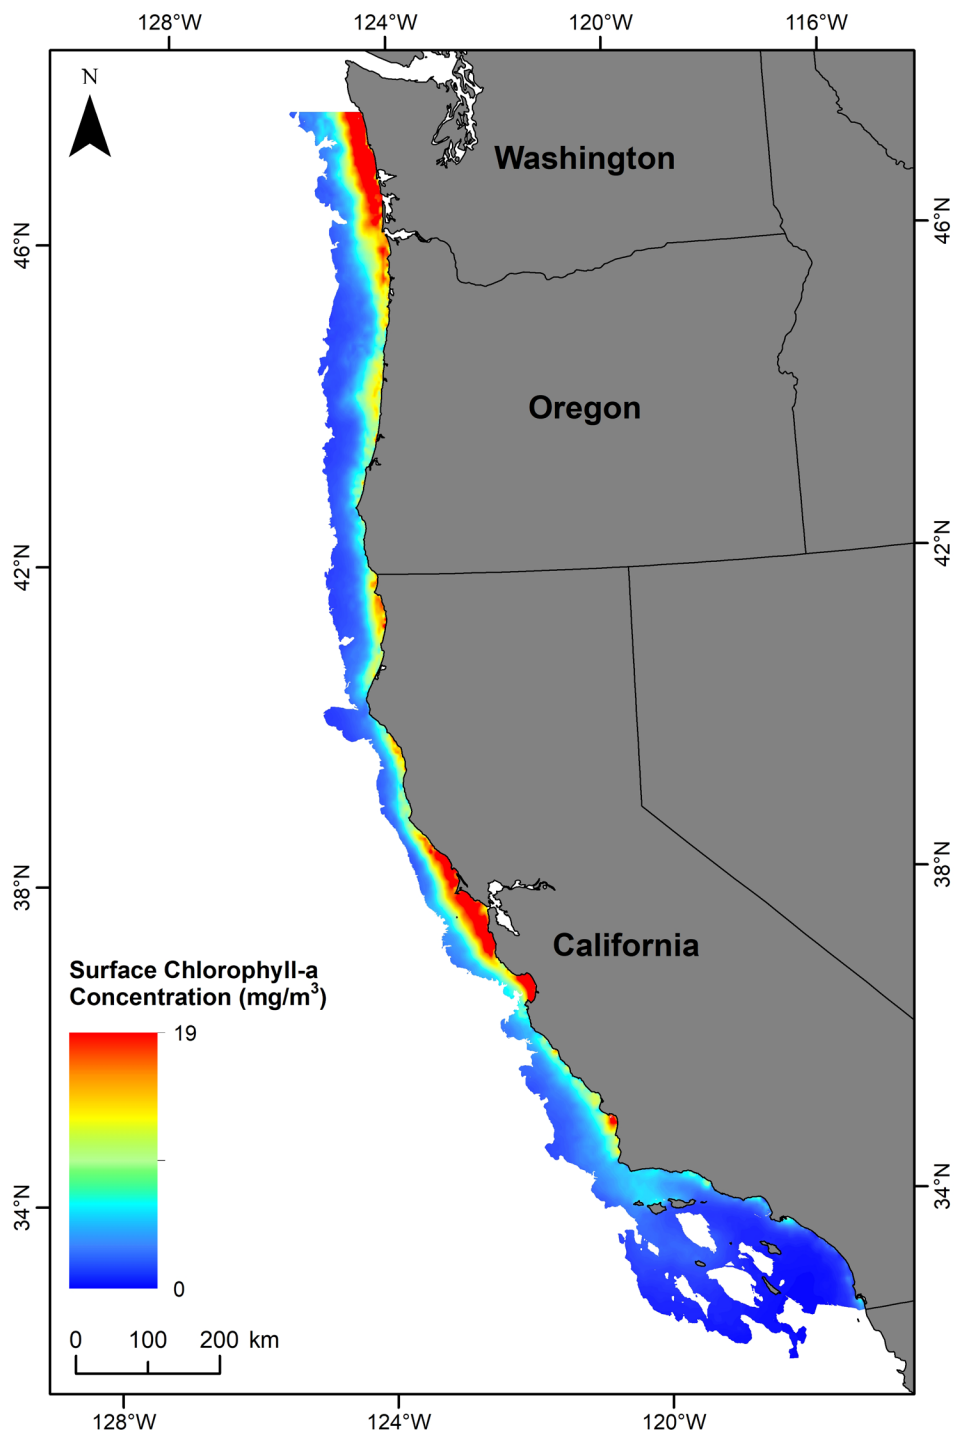 128°W 124°W 120°W 116°W
N
Washington
46°N
46°N
Oregon
42°N
42°N
38°N
38°N
California
Surface Chlorophyll-a
Concentration (mg/m³)
19
34°N
34°N
0
0 100 200 km
128°W 124°W 120°W